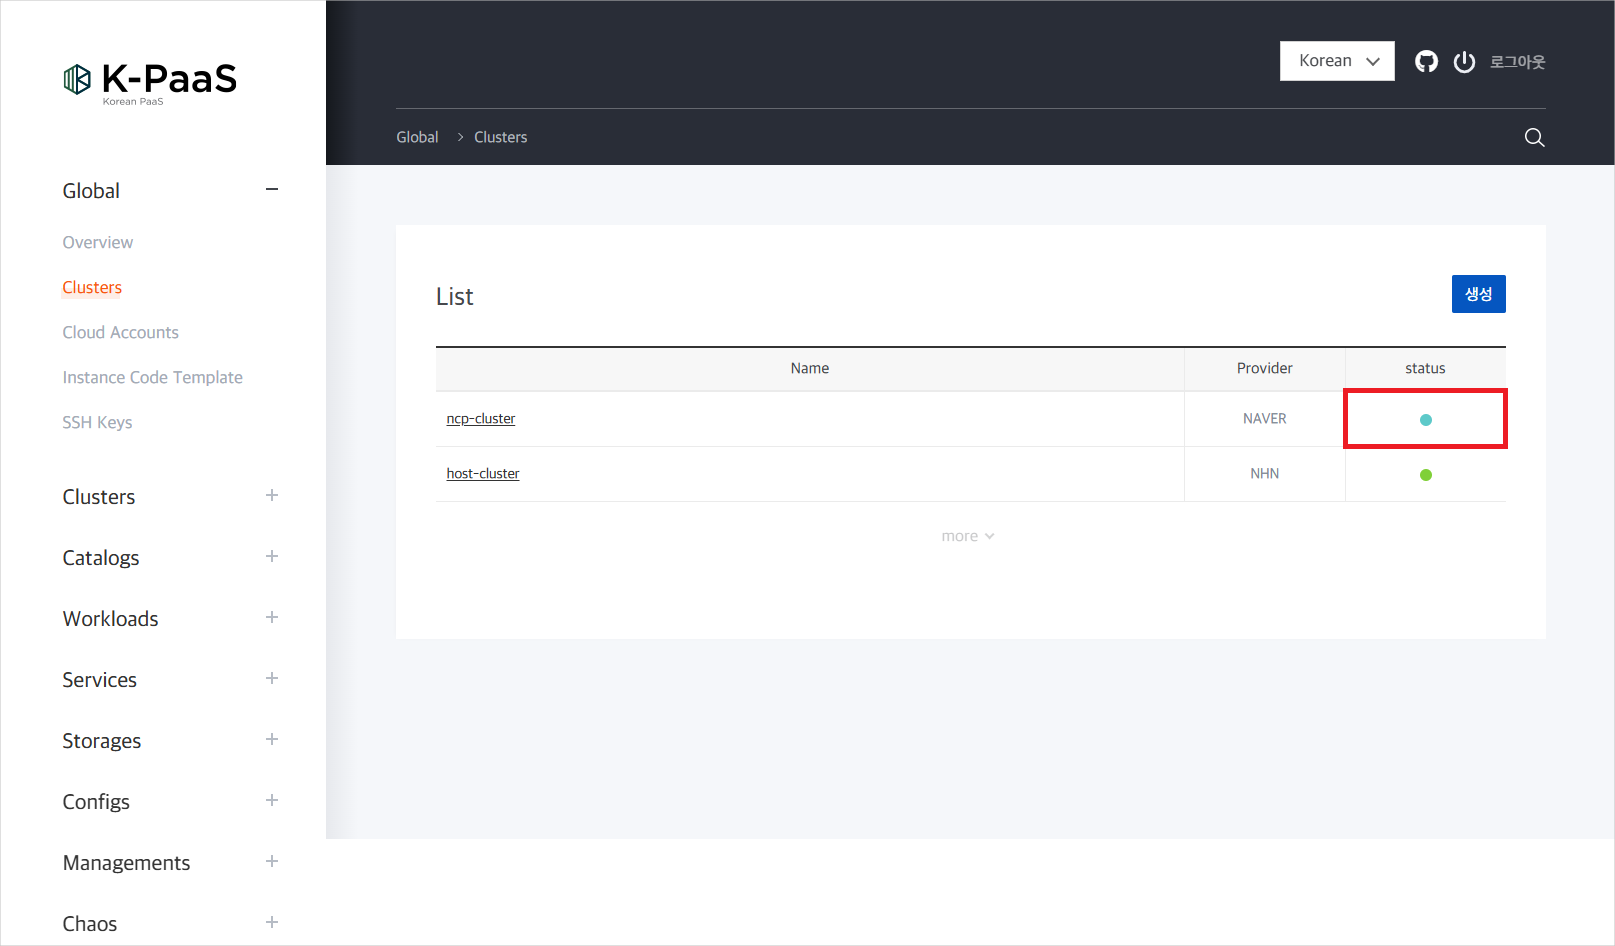 K-PaaS
Korean PaaS
Korean
로그아웃
Global > Clusters
Global
Overview
Clusters
Cloud Accounts
Instance Code Template
SSH Keys
Clusters
Catalogs
Workloads
Services
Storages
Configs
Managements
Chaos
List
생성
Name Provider status
ncp-cluster NAVER
host-cluster NHN
more